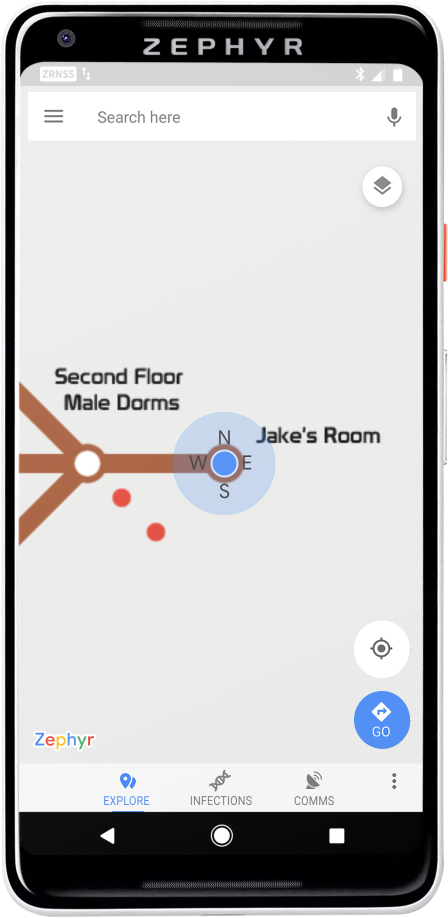 ZEPHYR
ZRNSS
Search here
Second Floor
Male Dorms
N
Jake's Room
W E
S
GO
Zephyr
EXPLORE INFECTIONS COMMS